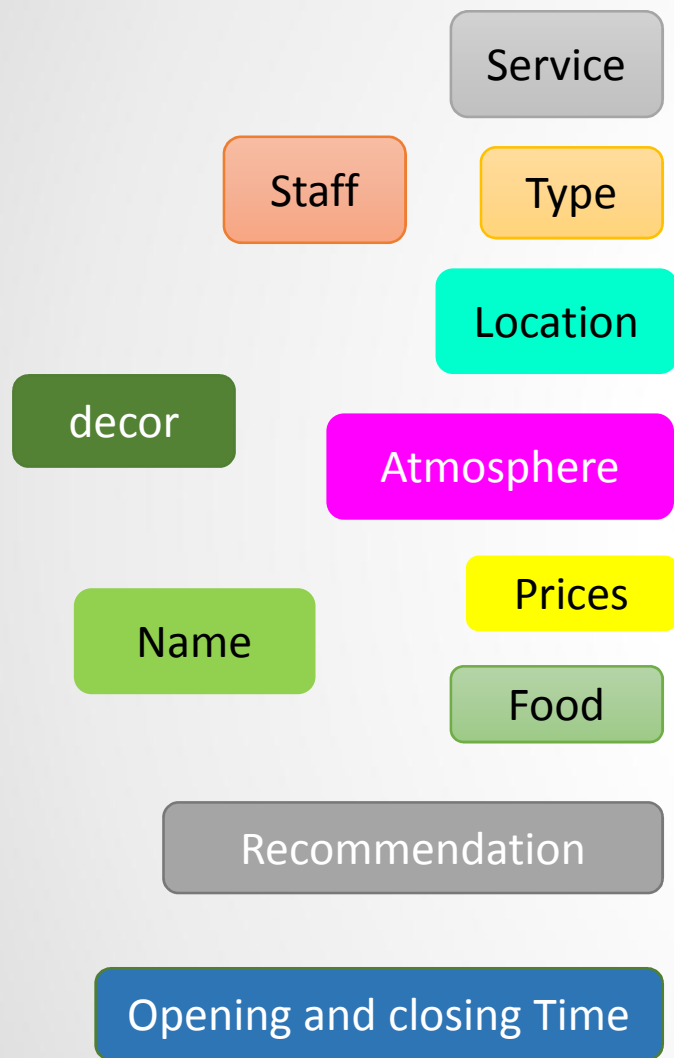 Service
Staff
Type
Location
decor
Atmosphere
Prices
Name
Food
Recommendation
Opening and closing Time